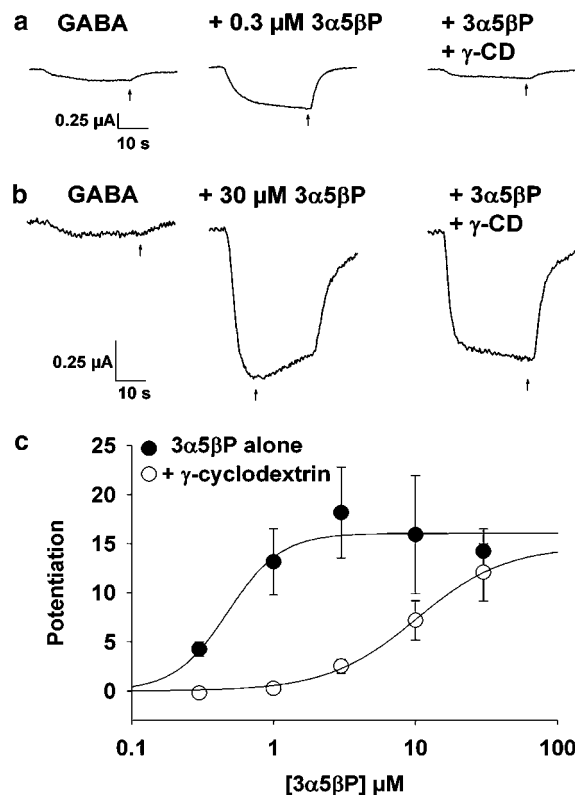 a GABA + 0.3 µM 3α5βP + 3α5βP
+ γ-CD
0.25 µA
10 s
b GABA + 30 µM 3α5βP + 3α5βP
+ γ-CD
0.25 µA
10 s
c
3α5βP alone
+ γ-cyclodextrin
Potentiation
25
20
15
10
5
0
0.1 1 10 100
[3α5βP] µM